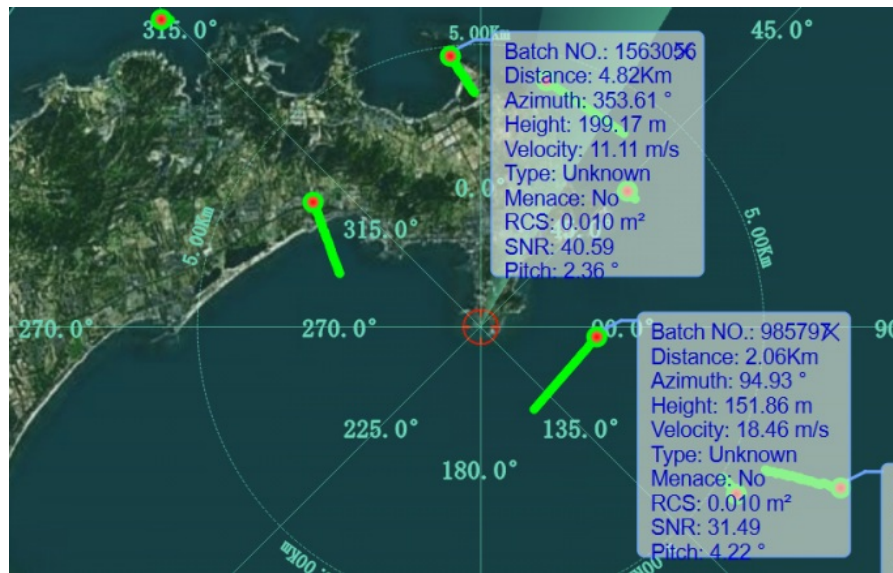 315.0°
5.00Km
45.0°
Batch NO.: 1563056
Distance: 4.82Km
Azimuth: 353.61 °
Height: 199.17 m
Velocity: 11.11 m/s
Type: Unknown
Menace: No
RCS: 0.010 m²
SNR: 40.59
Pitch: 2.36 °
0.0°
315.0°
5.00Km
5.00Km
270.0°
270.0°
90
Batch NO.: 985797
Distance: 2.06Km
Azimuth: 94.93 °
Height: 151.86 m
Velocity: 18.46 m/s
Type: Unknown
Menace: No
RCS: 0.010 m²
SNR: 31.49
Pitch: 4.22 °
225.0°
135.0°
180.0°